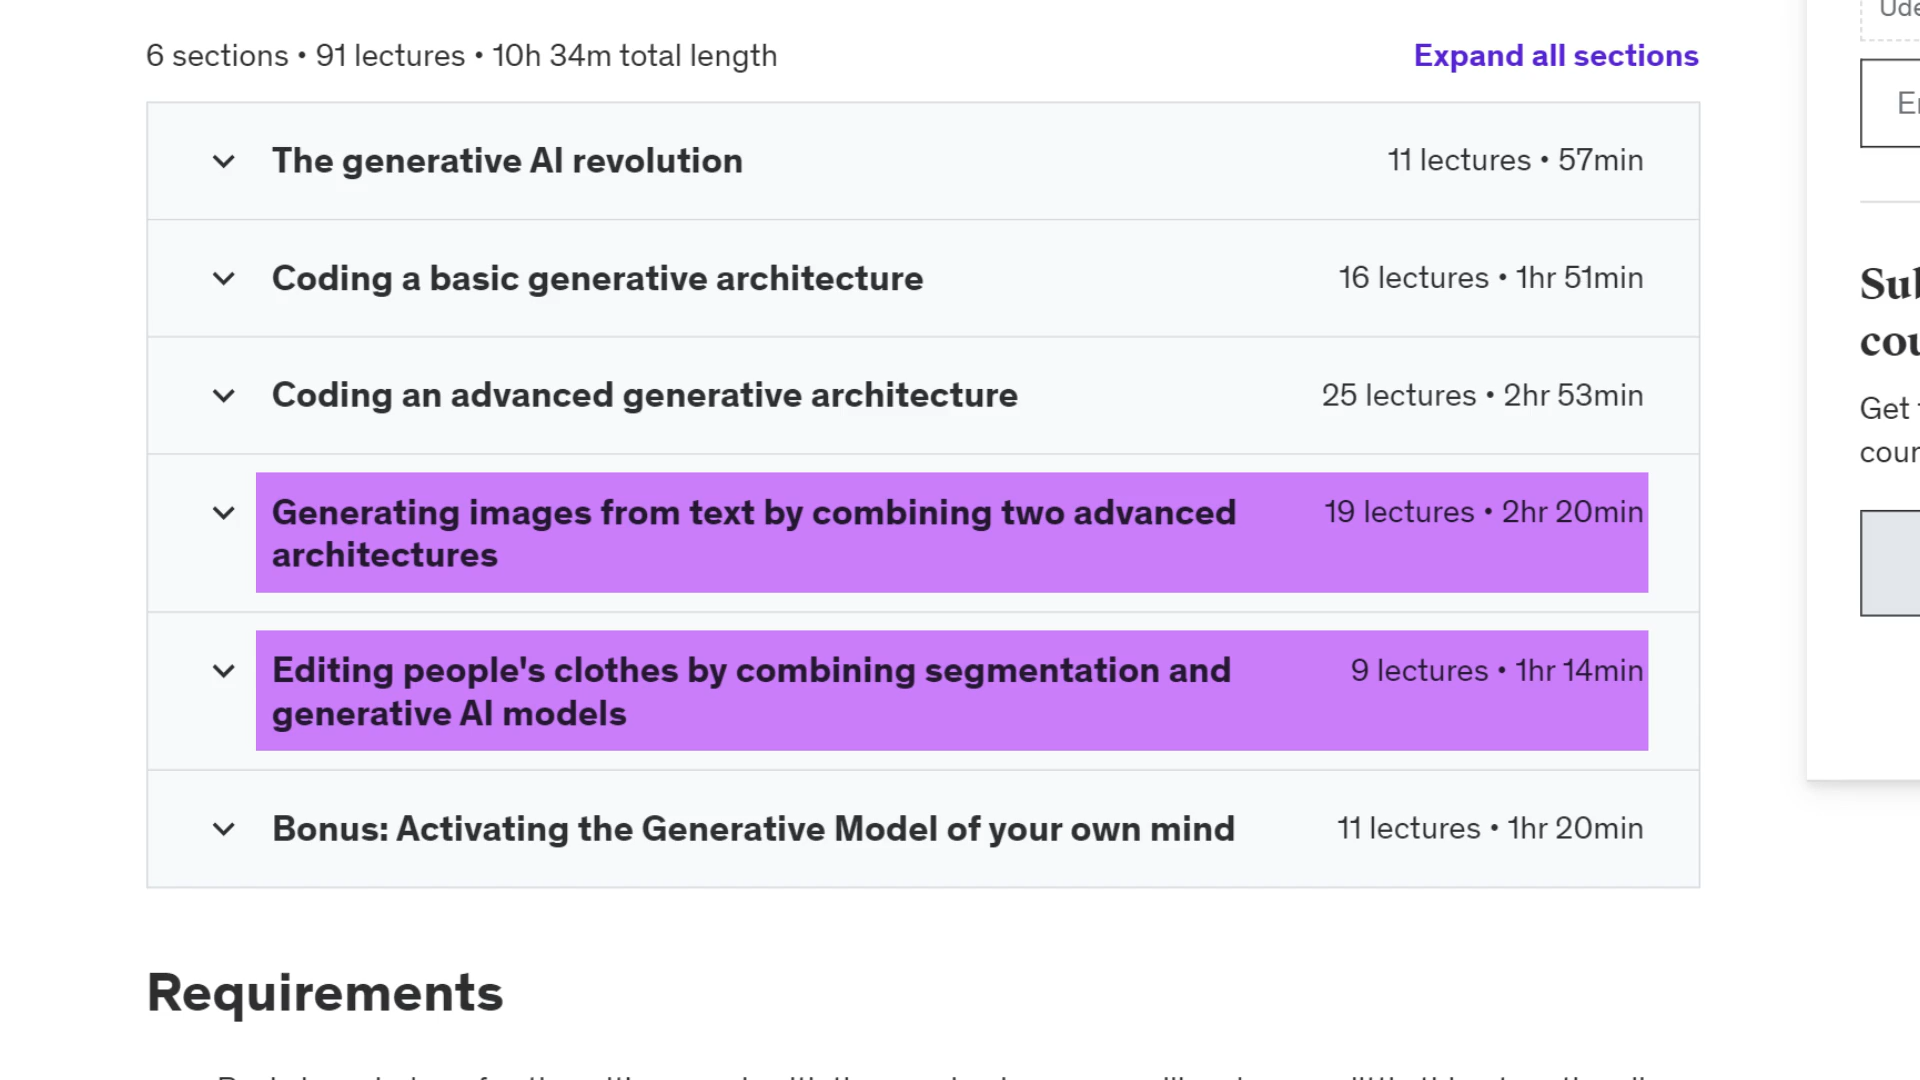 6 sections • 91 lectures • 10h 34m total length
Expand all sections
The generative AI revolution
11 lectures • 57min
Coding a basic generative architecture
16 lectures • 1hr 51min
Coding an advanced generative architecture
25 lectures • 2hr 53min
Generating images from text by combining two advanced
architectures
19 lectures • 2hr 20min
Editing people's clothes by combining segmentation and
generative AI models
9 lectures • 1hr 14min
Bonus: Activating the Generative Model of your own mind
11 lectures • 1hr 20min
Requirements
Get